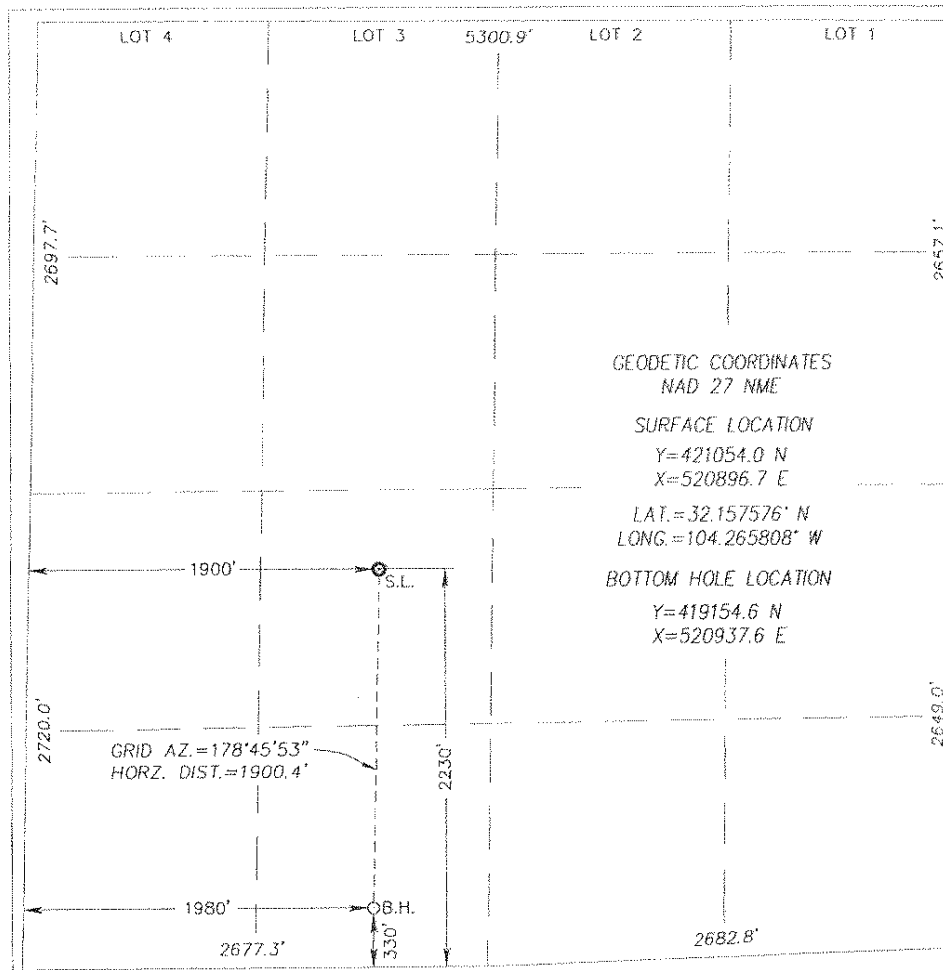 LOT 4
LOT 3
5300.9'
LOT 2
LOT 1
2697.7'
2657.1'
GEODETIC COORDINATES
NAD 27 NME
SURFACE LOCATION
Y=421054.0 N
X=520896.7 E
LAT.=32.157576° N
LONG.=104.265808° W
BOTTOM HOLE LOCATION
Y=419154.6 N
X=520937.6 E
1900'
S.L.
2720.0'
2649.0'
GRID AZ.=178°45'53"
HORZ. DIST.=1900.4'
2230'
1980'
B.H.
330'
2677.3'
2682.8'